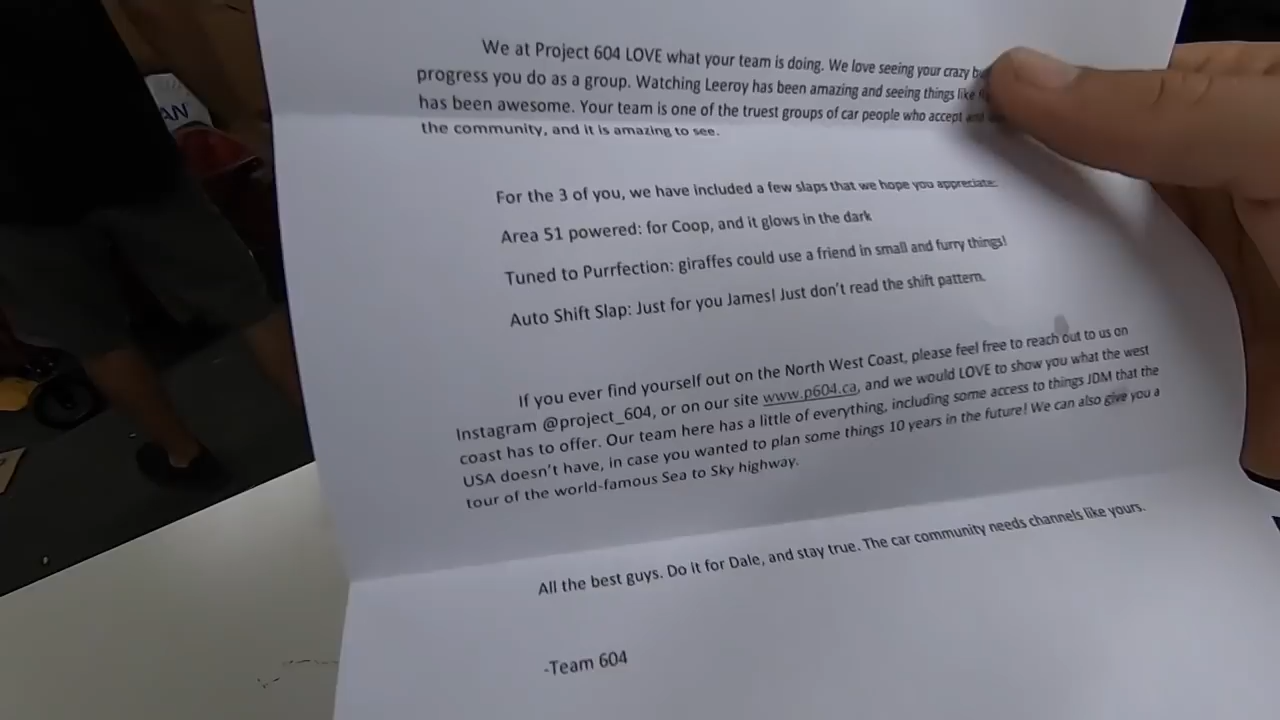 AN
We at Project 604 LOVE what your team is doing. We love seeing your crazy
progress you do as a group. Watching Leeroy has been amazing and seeing things like
has been awesome. Your team is one of the truest groups of car people who accept and
the community, and it is amazing to see.
For the 3 of you, we have included a few slaps that we hope you appreciate:
Area 51 powered: for Coop, and it glows in the dark
Tuned to Purrfection: giraffes could use a friend in small and furry things!
Auto Shift Slap: Just for you James! Just don't read the shift pattern.
If you ever find yourself out on the North West Coast, please feel free to reach out to us on
Instagram @project_604, or on our site www.p604.ca, and we would LOVE to show you what the west
coast has to offer. Our team here has a little of everything, including some access to things JDM that the
USA doesn't have, in case you wanted to plan some things 10 years in the future! We can also give you a
tour of the world-famous Sea to Sky highway.
All the best guys. Do it for Dale, and stay true. The car community needs channels like yours.
-Team 604